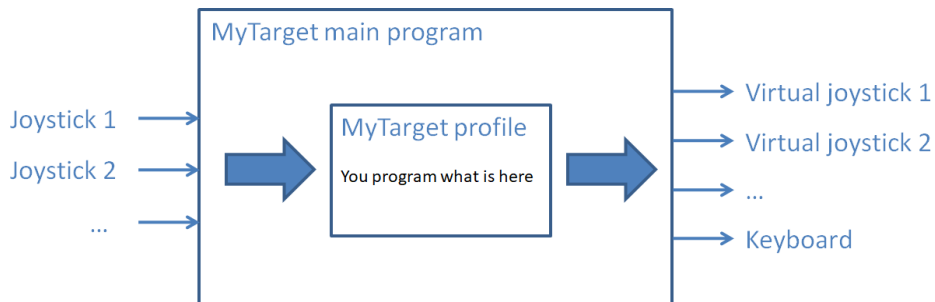 MyTarget main program
Joystick 1
Joystick 2
...
MyTarget profile
You program what is here
Virtual joystick 1
Virtual joystick 2
...
Keyboard